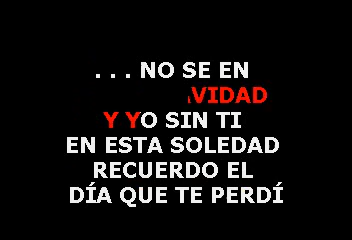 . . . NO SE EN
VIDAD
Y YO SIN TI
EN ESTA SOLEDAD
RECUERDO EL
DÍA QUE TE PERDÍ